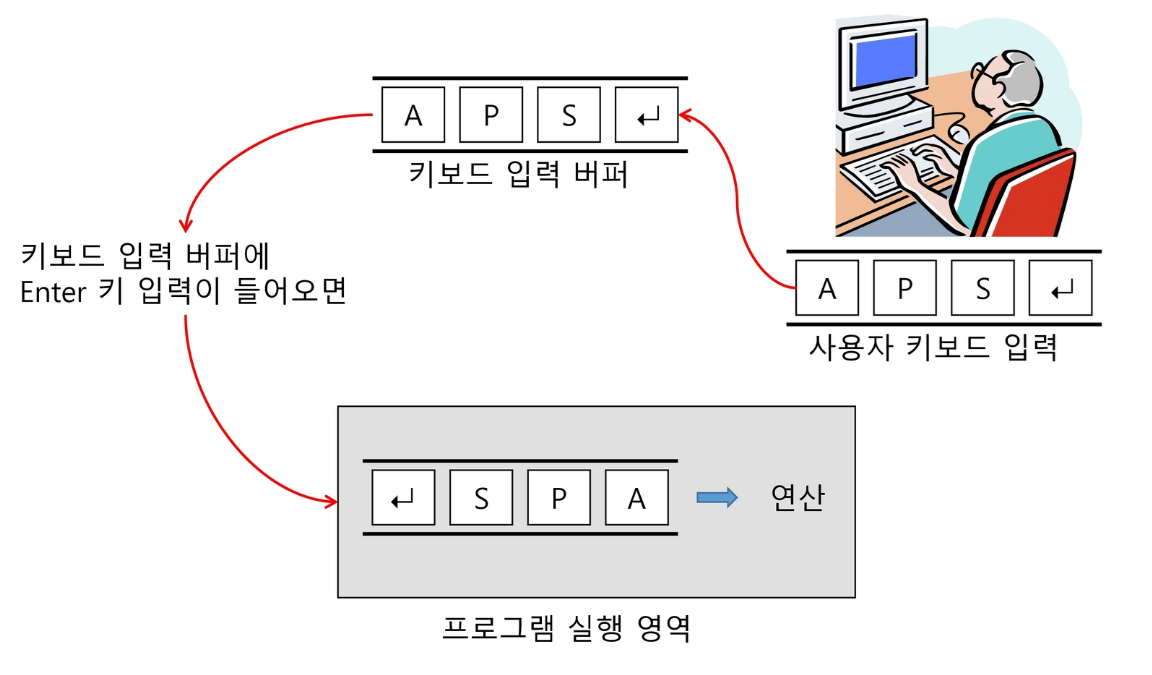 A P S ↵
키보드 입력 버퍼
키보드 입력 버퍼에
Enter 키 입력이 들어오면
A P S ↵
사용자 키보드 입력
↵ S P A
연산
프로그램 실행 영역